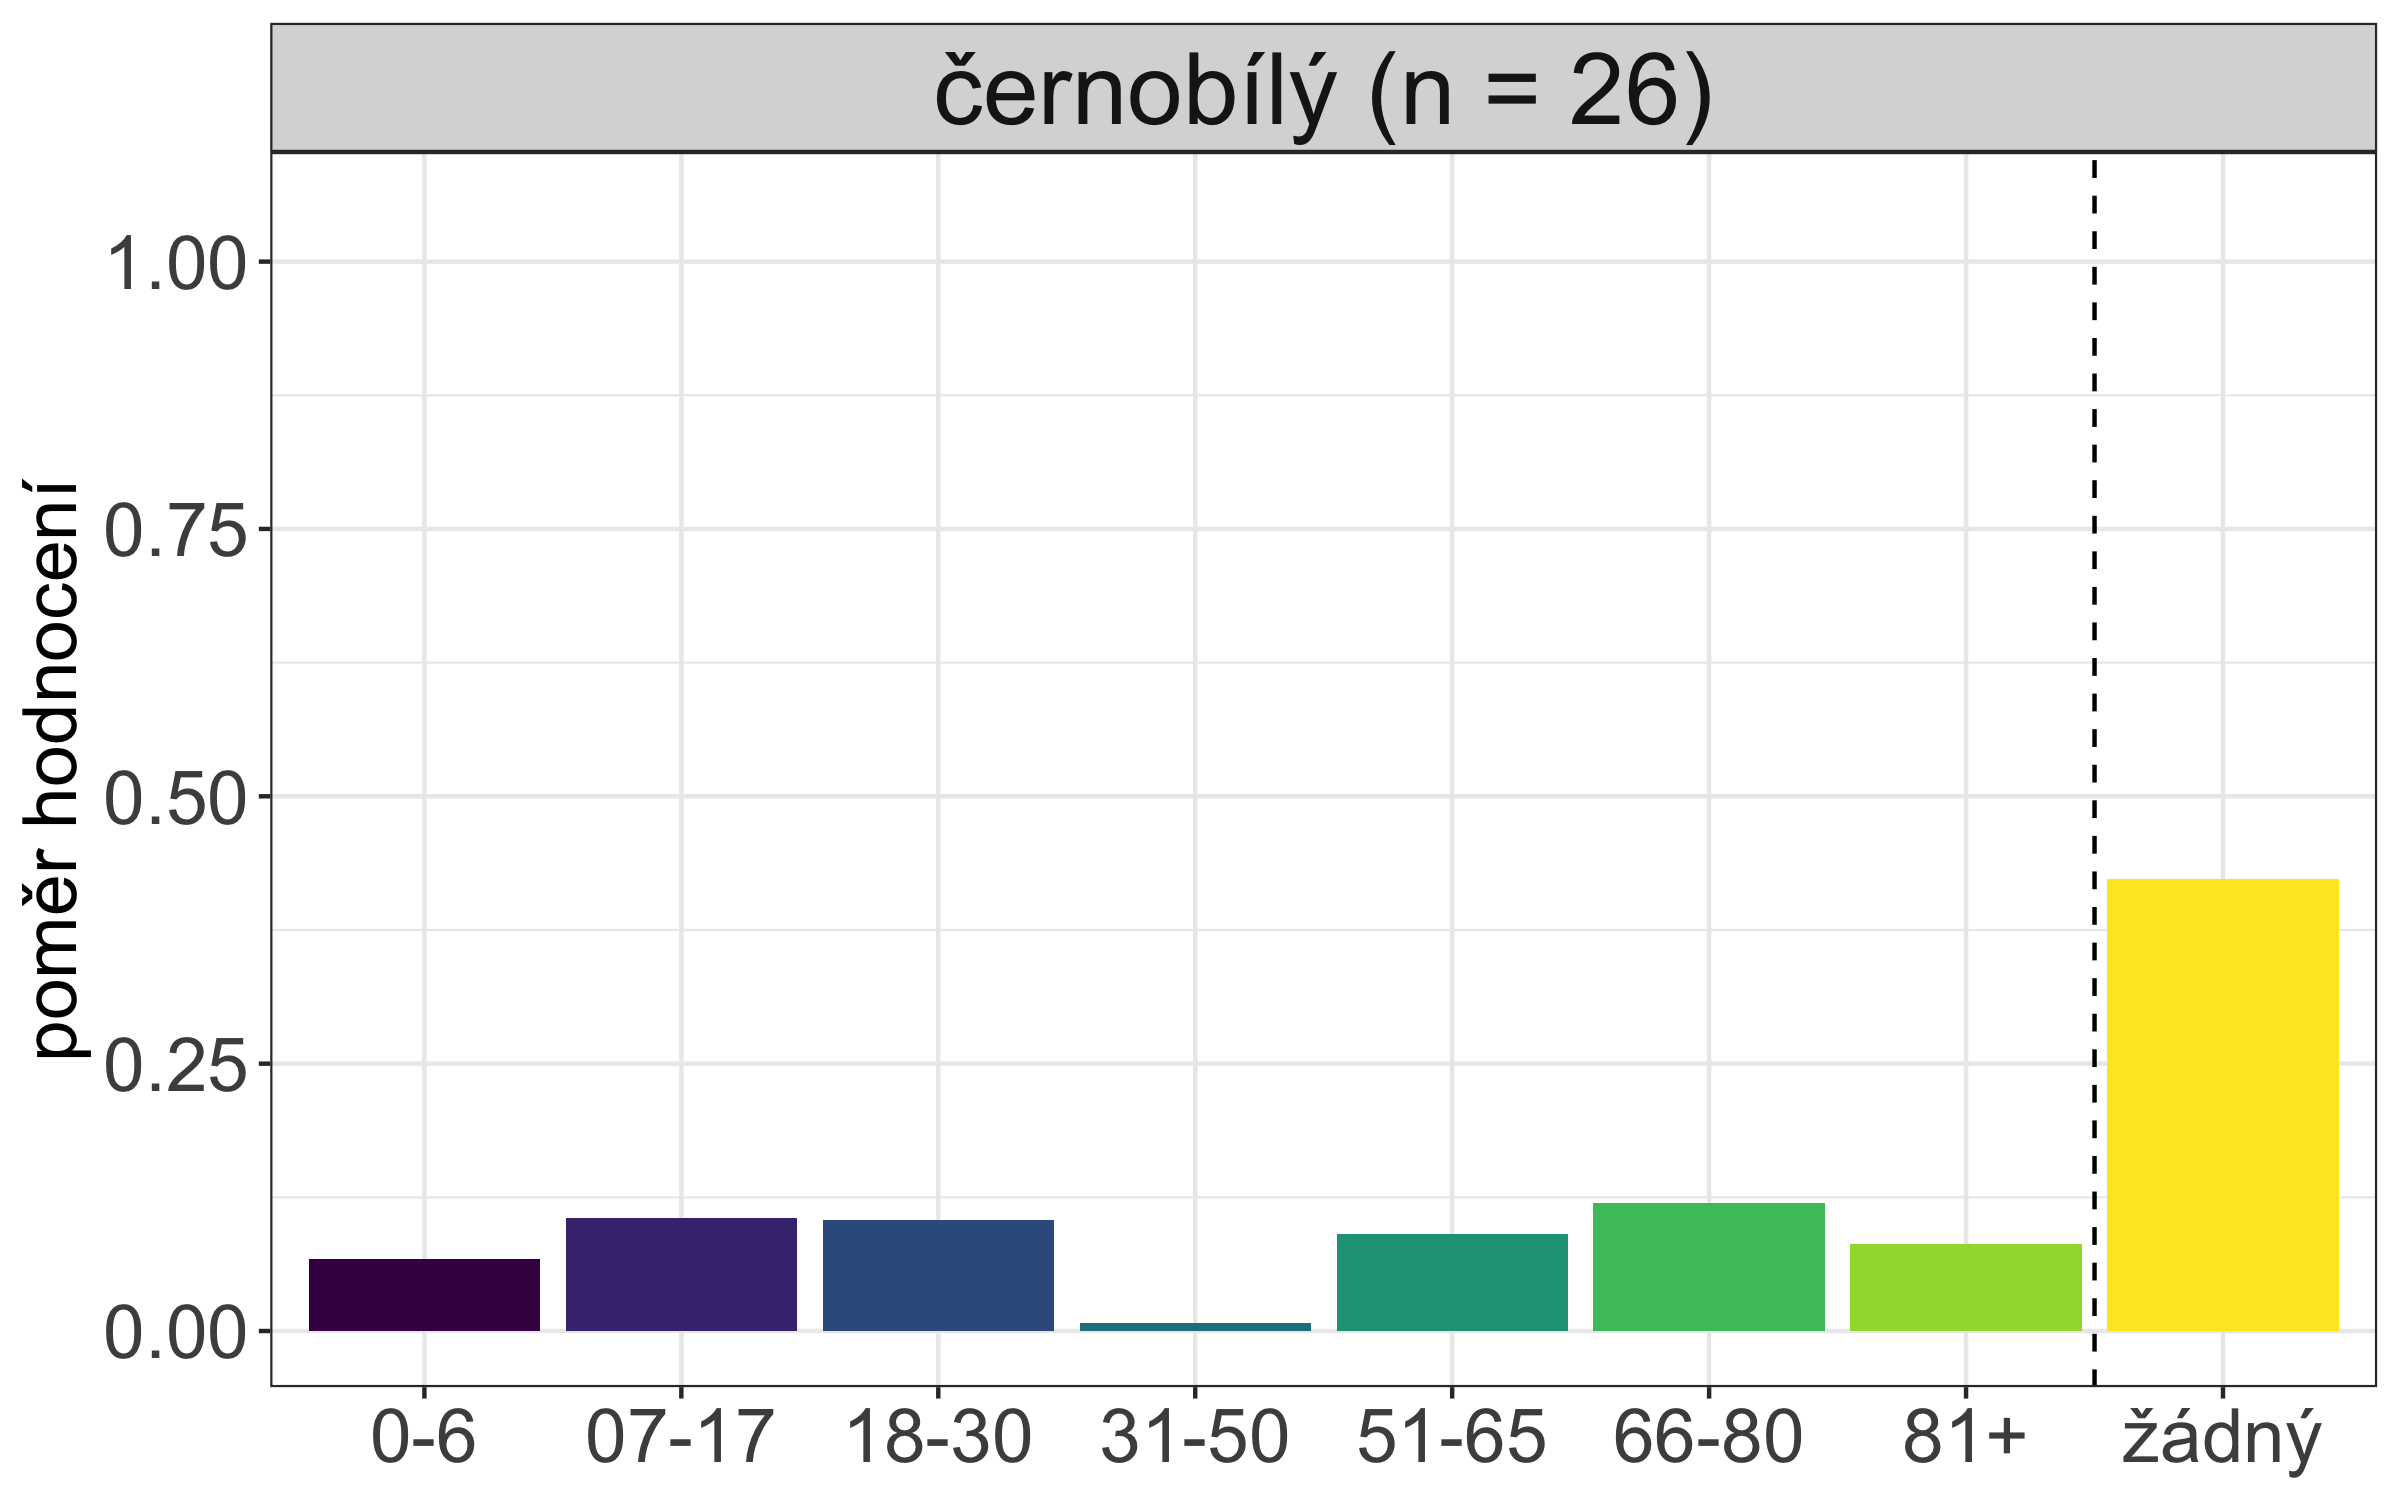 černobílý (n = 26)
poměr hodnocení
1.00
0.75
0.50
0.25
0.00
0-6 07-17 18-30 31-50 51-65 66-80 81+ žádný